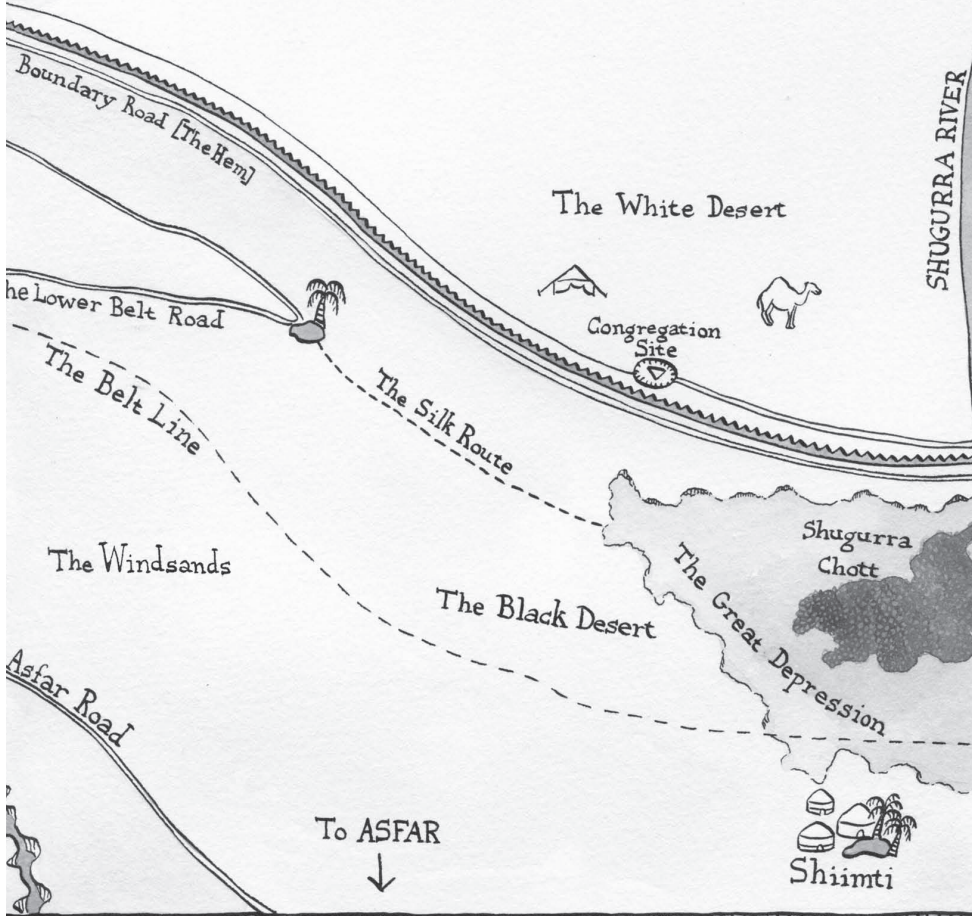 Boundary Road [The Hem]
SHUGURRA RIVER
The White Desert
he Lower Belt Road
Congregation
Site
The Belt Line
The Silk Route
Shugurra
Chott
The Windsands
The Black Desert
The Great Depression
Asfar Road
To ASFAR
Shiimti